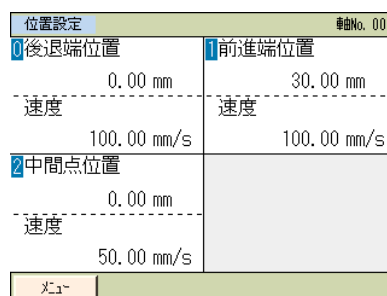 位置設定 軸No. 00
0後退端位置 1前進端位置
0.00 mm 30.00 mm
速度 速度
100.00 mm/s 100.00 mm/s
2中間点位置
0.00 mm
速度
50.00 mm/s
メニュー